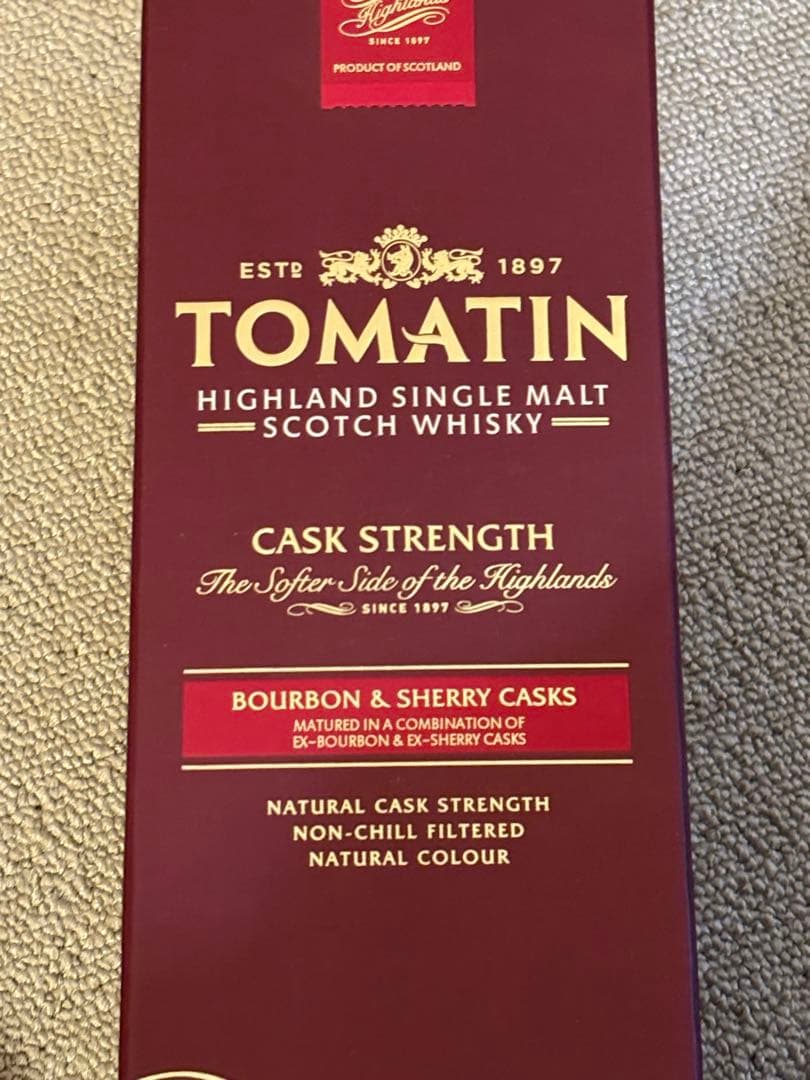 Highlands
SINCE 1897
PRODUCT OF SCOTLAND
ESTD 1897
TOMATIN
HIGHLAND SINGLE MALT
SCOTCH WHISKY
CASK STRENGTH
The Softer Side of the Highlands
SINCE 1897
BOURBON & SHERRY CASKS
MATURED IN A COMBINATION OF
EX-BOURBON & EX-SHERRY CASKS
NATURAL CASK STRENGTH
NON-CHILL FILTERED
NATURAL COLOUR